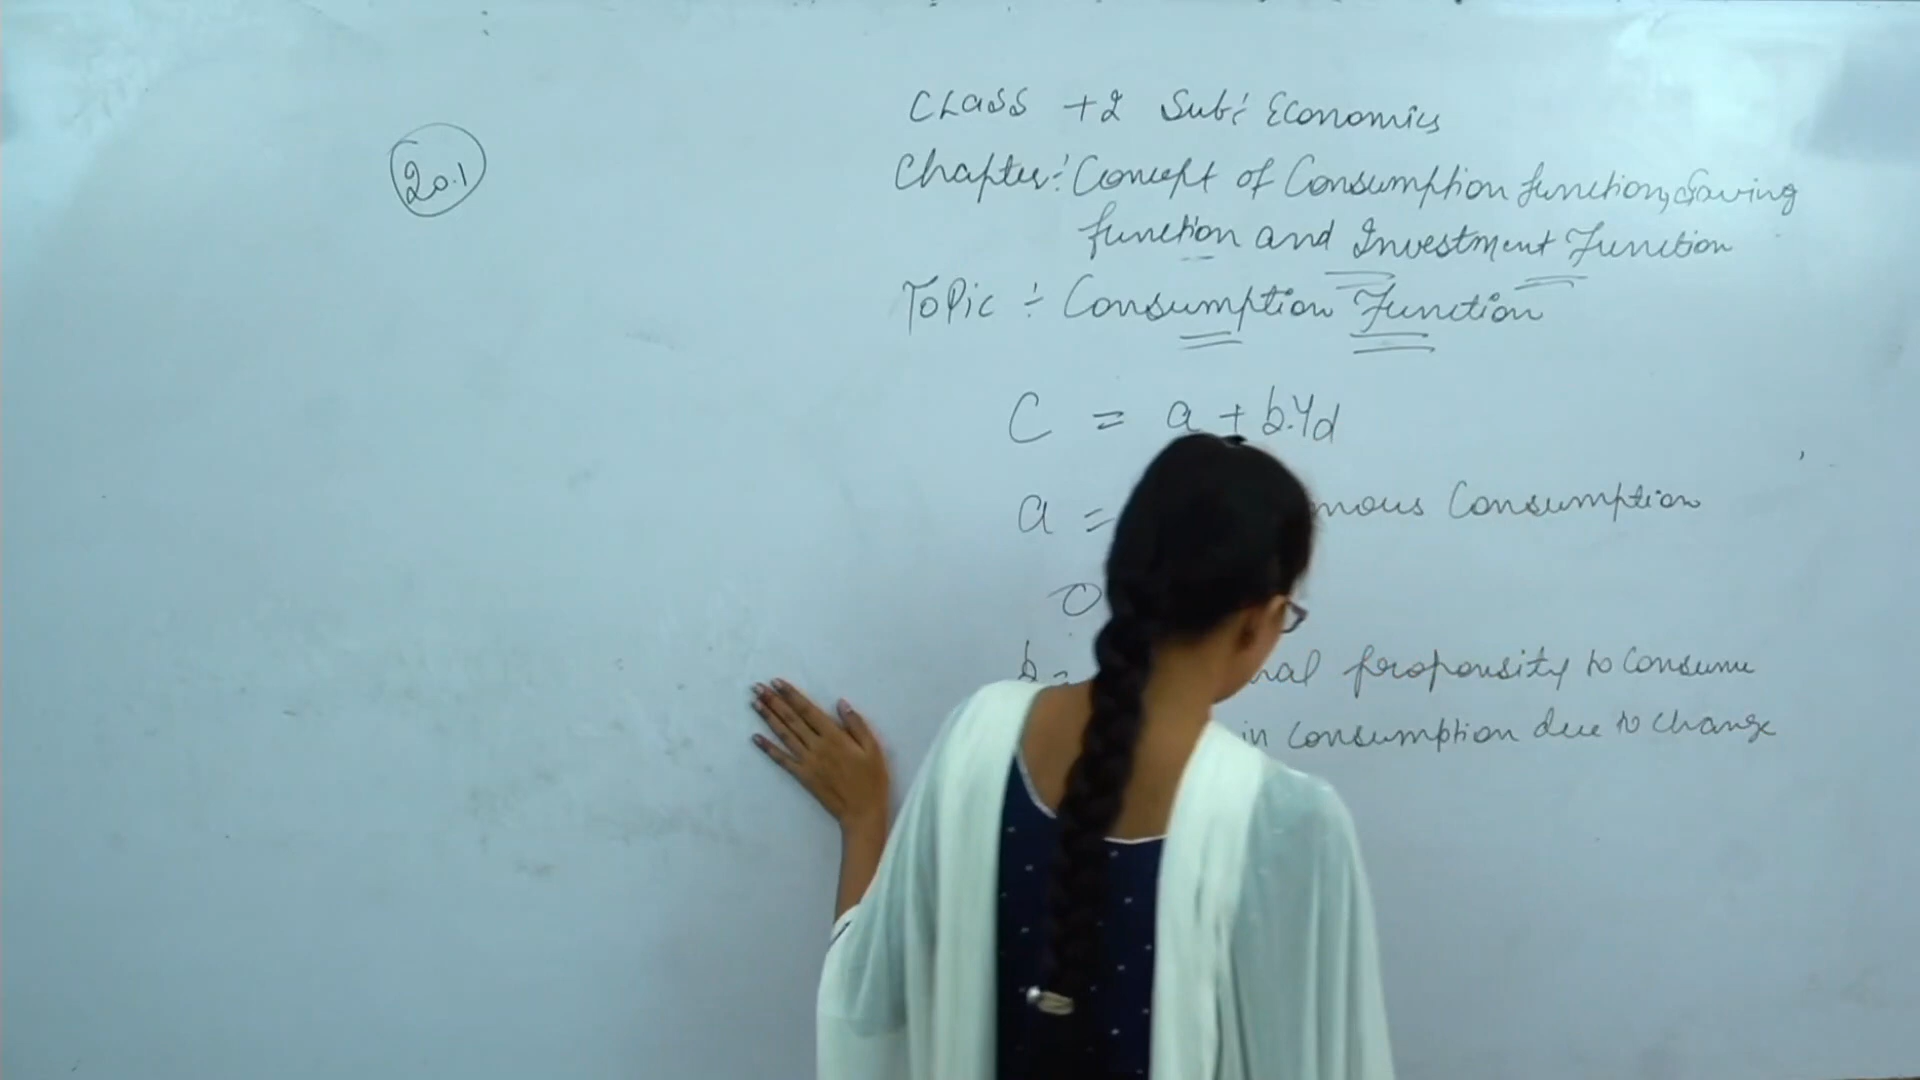 20.1
Class +2 Sub: Economics
Chapter: Concept of Consumption function, Saving
function and Investment Function
Topic ÷ Consumption Function
C = a + b.Yd
a = mous Consumption
b = nal propensity to Consume
in Consumption due to change